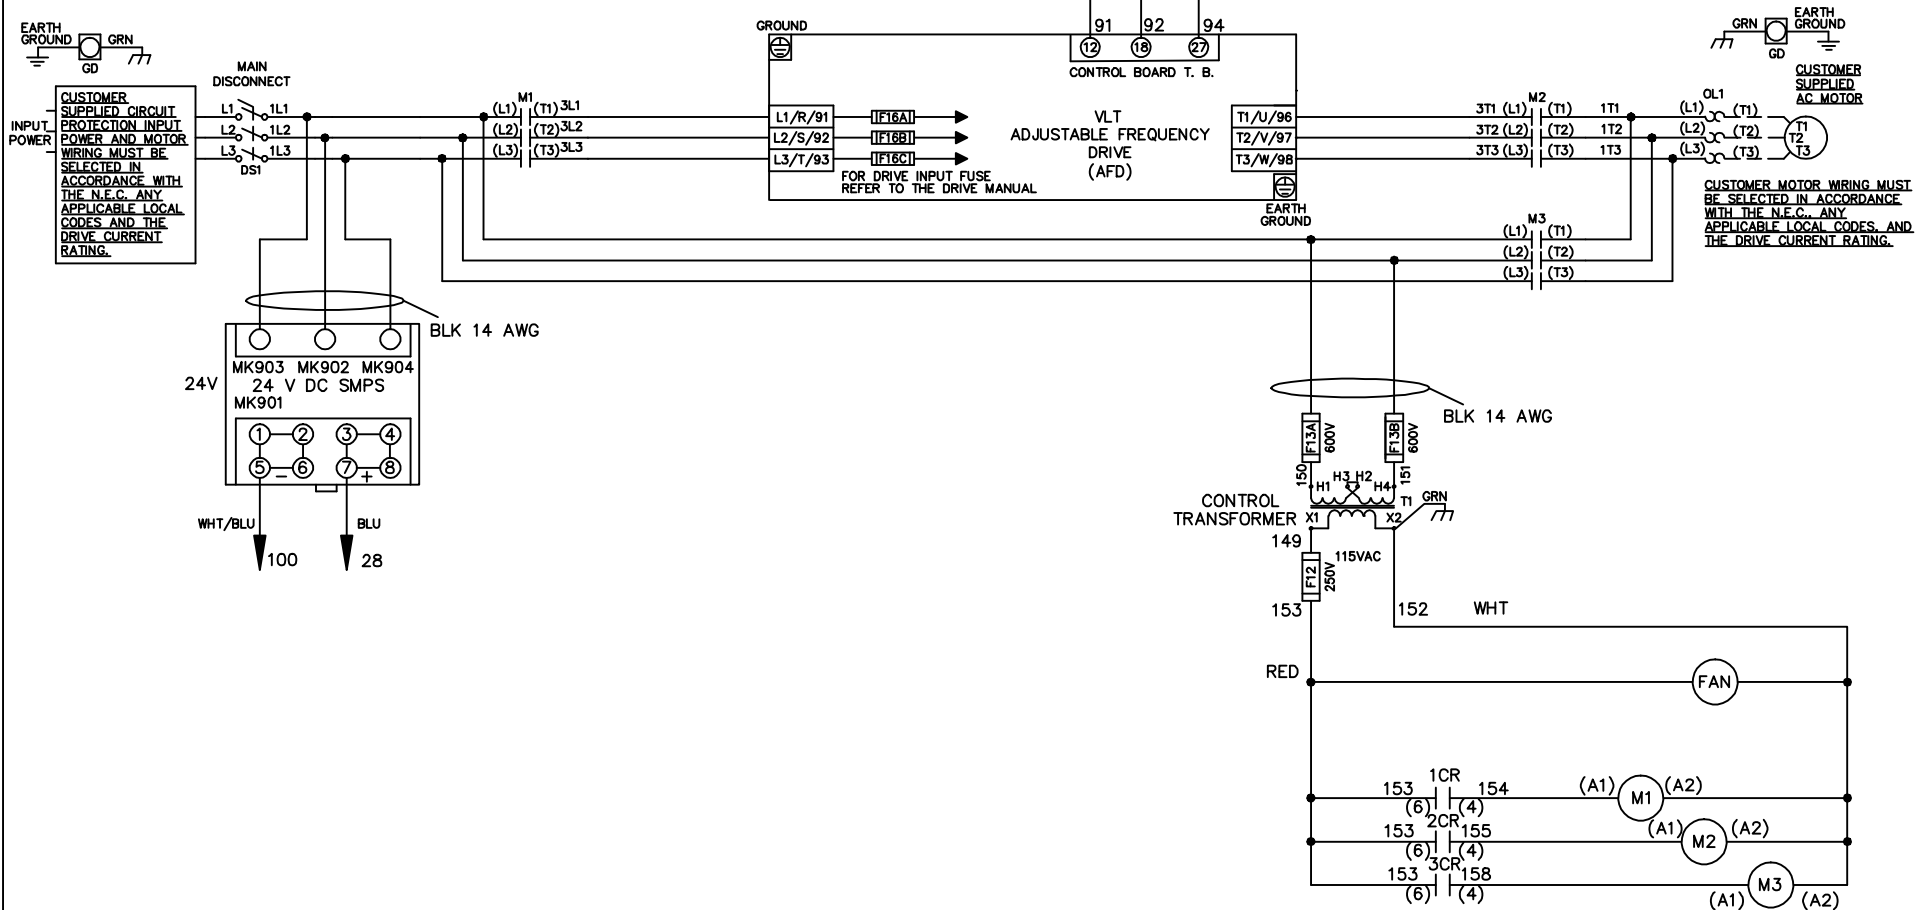 EARTH
GROUND
GRN
GD
MAIN
DISCONNECT
GROUND
91
92
94
12
18
27
CONTROL BOARD T. B.
GRN
EARTH
GROUND
GD
CUSTOMER
SUPPLIED
AC MOTOR
INPUT
POWER
CUSTOMER
SUPPLIED CIRCUIT
PROTECTION INPUT
POWER AND MOTOR
WIRING MUST BE
SELECTED IN
ACCORDANCE WITH
THE N.E.C. ANY
APPLICABLE LOCAL
CODES AND THE
DRIVE CURRENT
RATING.
L1 1L1
L2 1L2
L3 1L3
DS1
M1
(L1) (T1) 3L1
(L2) (T2) 3L2
(L3) (T3) 3L3
L1/R/91
L2/S/92
L3/T/93
F16A
F16B
F16C
FOR DRIVE INPUT FUSE
REFER TO THE DRIVE MANUAL
VLT
ADJUSTABLE FREQUENCY
DRIVE
(AFD)
T1/U/96
T2/V/97
T3/W/98
EARTH
GROUND
M2
3T1 (L1) (T1) 1T1
3T2 (L2) (T2) 1T2
3T3 (L3) (T3) 1T3
OL1
(L1) (T1)
(L2) (T2)
(L3) (T3)
T1
T2
T3
CUSTOMER MOTOR WIRING MUST
BE SELECTED IN ACCORDANCE
WITH THE N.E.C., ANY
APPLICABLE LOCAL CODES, AND
THE DRIVE CURRENT RATING.
M3
(L1) (T1)
(L2) (T2)
(L3) (T3)
BLK 14 AWG
MK903 MK902 MK904
24V
24 V DC SMPS
MK901
1 2 3 4
5 6 7 8
- +
WHT/BLU
BLU
100
28
BLK 14 AWG
F13A
600V
F13B
600V
150
151
H1 H3 H2 H4
T1
GRN
CONTROL
TRANSFORMER
X1 X2
149
115VAC
F12
250V
153
152
WHT
RED
FAN
1CR
153 154
(6) (4)
(A1) M1 (A2)
2CR
153 155
(6) (4)
(A1) M2 (A2)
3CR
153 158
(6) (4)
(A1) M3 (A2)